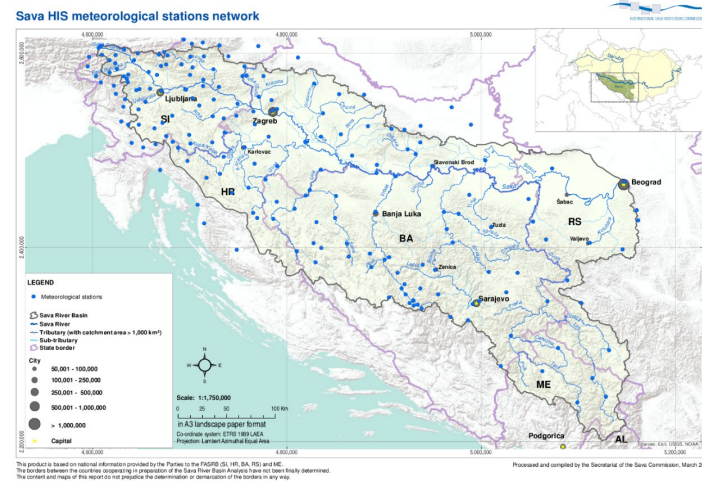 Sava HIS meteorological stations network
4,600,000
4,800,000
5,000,000
Ljubljana
SI
Zagreb
Karlovac
HR
Slavonski Brod
Sava
Beograd
Šabac
RS
Valjevo
Banja Luka
BA
Tuzla
Zenica
Sarajevo
ME
Podgorica
AL
LEGEND
Meteorological stations
Sava River Basin
Sava River
Tributary (with catchment area > 1,000 km²)
Sub-tributary
State border
City
50,001 - 100,000
100,001 - 250,000
250,001 - 500,000
500,001 - 1,000,000
> 1,000,000
Capital
N
W
E
S
Scale: 1:1,750,000
0 25 50 100 Km
in A3 landscape paper format
Co-ordinate system: ETRS 1989 LAEA
Projection: Lambert Azimuthal Equal Area
Sources: Esri, USGS, NOAA
4,600,000
4,800,000
5,200,000
This product is based on national information provided by the Parties to the FASRB (SI, HR, BA, RS) and ME.
The borders between the countries cooperating in preparation of the Sava River Basin Analysis have not been finally determined.
The content and maps of this report do not prejudice the determination or demarcation of the borders in any way.
Processed and compiled by the Secretariat of the Sava Commission, March 2